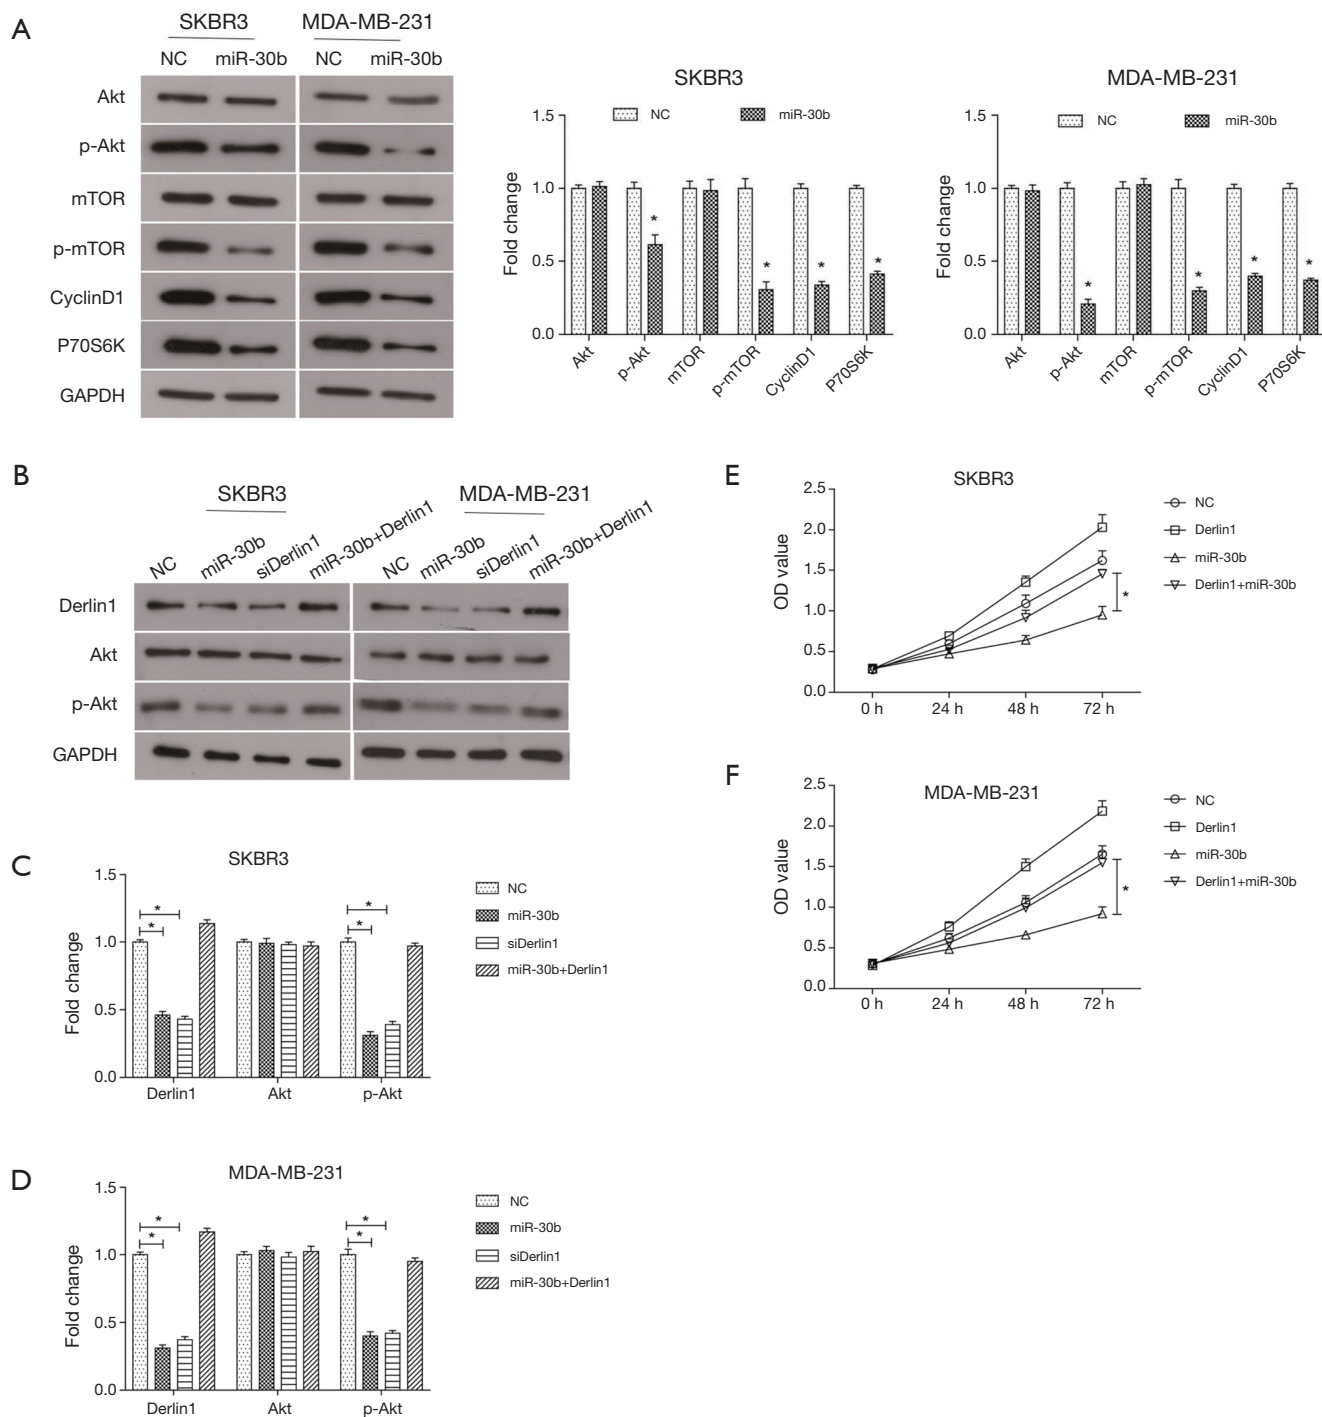 A
SKBR3 MDA-MB-231
NC miR-30b NC miR-30b
Akt
p-Akt
mTOR
p-mTOR
CyclinD1
P70S6K
GAPDH
SKBR3
NC miR-30b
Fold change
1.5
1.0
0.5
0.0
* * * *
Akt p-Akt mTOR p-mTOR CyclinD1 P70S6K
MDA-MB-231
NC miR-30b
Fold change
1.5
1.0
0.5
0.0
* * * *
Akt p-Akt mTOR p-mTOR CyclinD1 P70S6K
B
SKBR3 MDA-MB-231
NC miR-30b siDerlin1 miR-30b+Derlin1 NC miR-30b siDerlin1 miR-30b+Derlin1
Derlin1
Akt
p-Akt
GAPDH
C
SKBR3
Fold change
1.5
1.0
0.5
0.0
* *
* *
Derlin1 Akt p-Akt
NC
miR-30b
siDerlin1
miR-30b+Derlin1
D
MDA-MB-231
Fold change
1.5
1.0
0.5
0.0
* *
* *
Derlin1 Akt p-Akt
NC
miR-30b
siDerlin1
miR-30b+Derlin1
E
SKBR3
OD value
2.5
2.0
1.5
1.0
0.5
0.0
0 h 24 h 48 h 72 h
*
NC
Derlin1
miR-30b
Derlin1+miR-30b
F
MDA-MB-231
OD value
2.5
2.0
1.5
1.0
0.5
0.0
0 h 24 h 48 h 72 h
*
NC
Derlin1
miR-30b
Derlin1+miR-30b